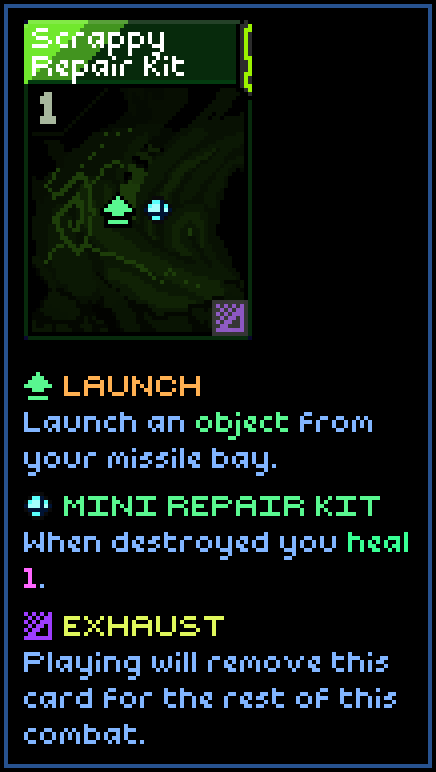 Scrappy
Repair Kit
1
LAUNCH
Launch an object from
your missile bay.
MINI REPAIR KIT
When destroyed you heal
1.
EXHAUST
Playing will remove this
card for the rest of this
combat.